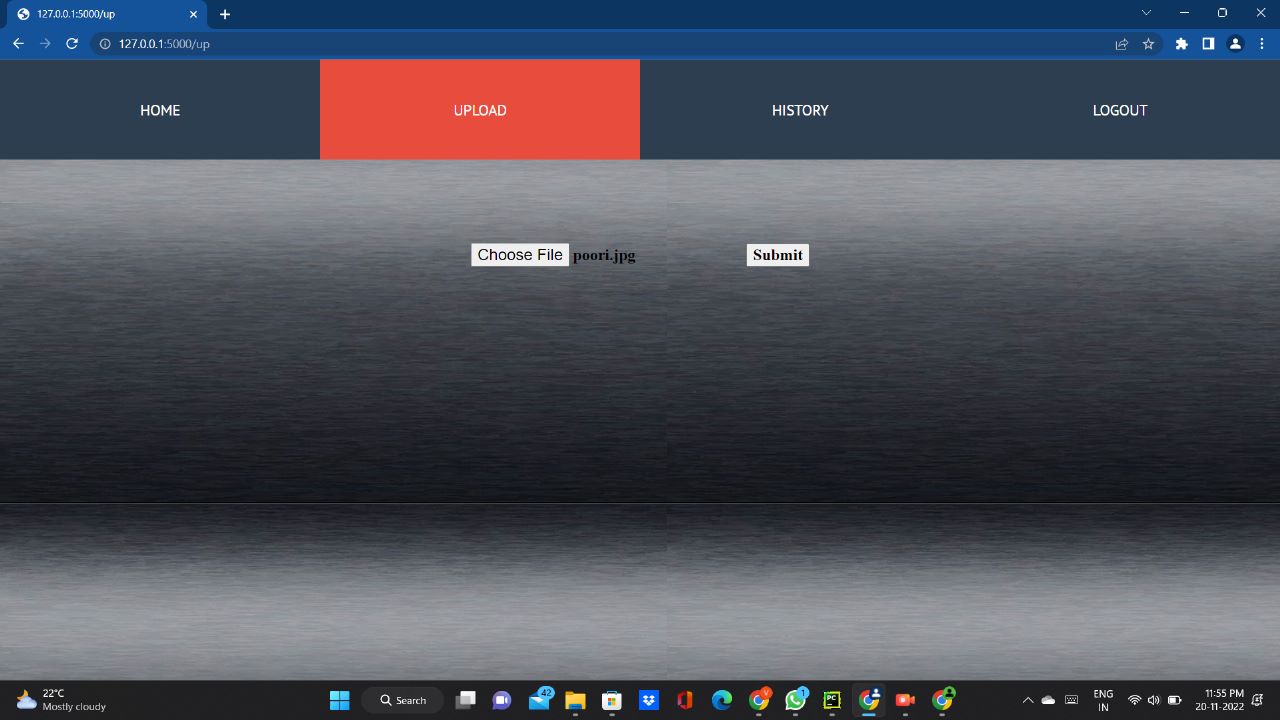 127.0.0.1:5000/up
127.0.0.1:5000/up
HOME
UPLOAD
HISTORY
LOGOUT
Choose File poori.jpg
Submit
22°C
Mostly cloudy
Search
42
V
1
PC
ENG
IN
11:55 PM
20-11-2022